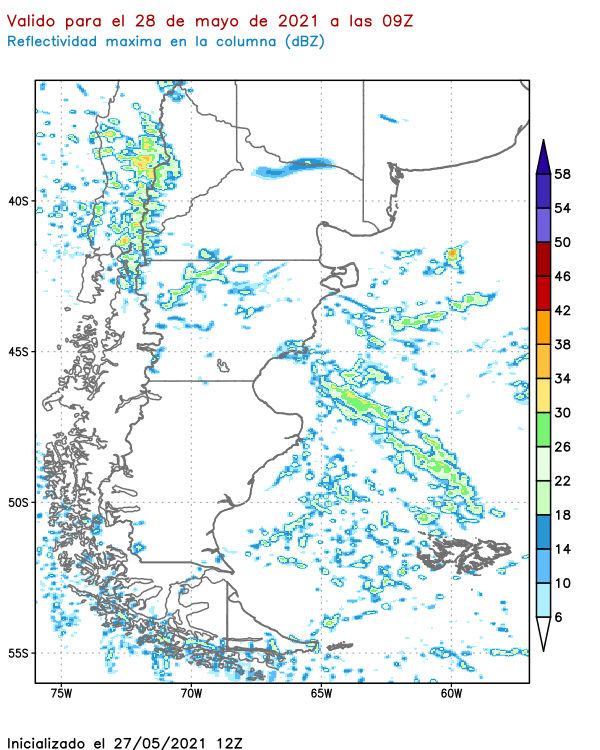 Valido para el 28 de mayo de 2021 a las 09Z
Reflectividad maxima en la columna (dBZ)
58
54
50
46
42
38
34
30
26
22
18
14
10
6
40S
45S
50S
55S
75W
70W
65W
60W
Inicializado el 27/05/2021 12Z